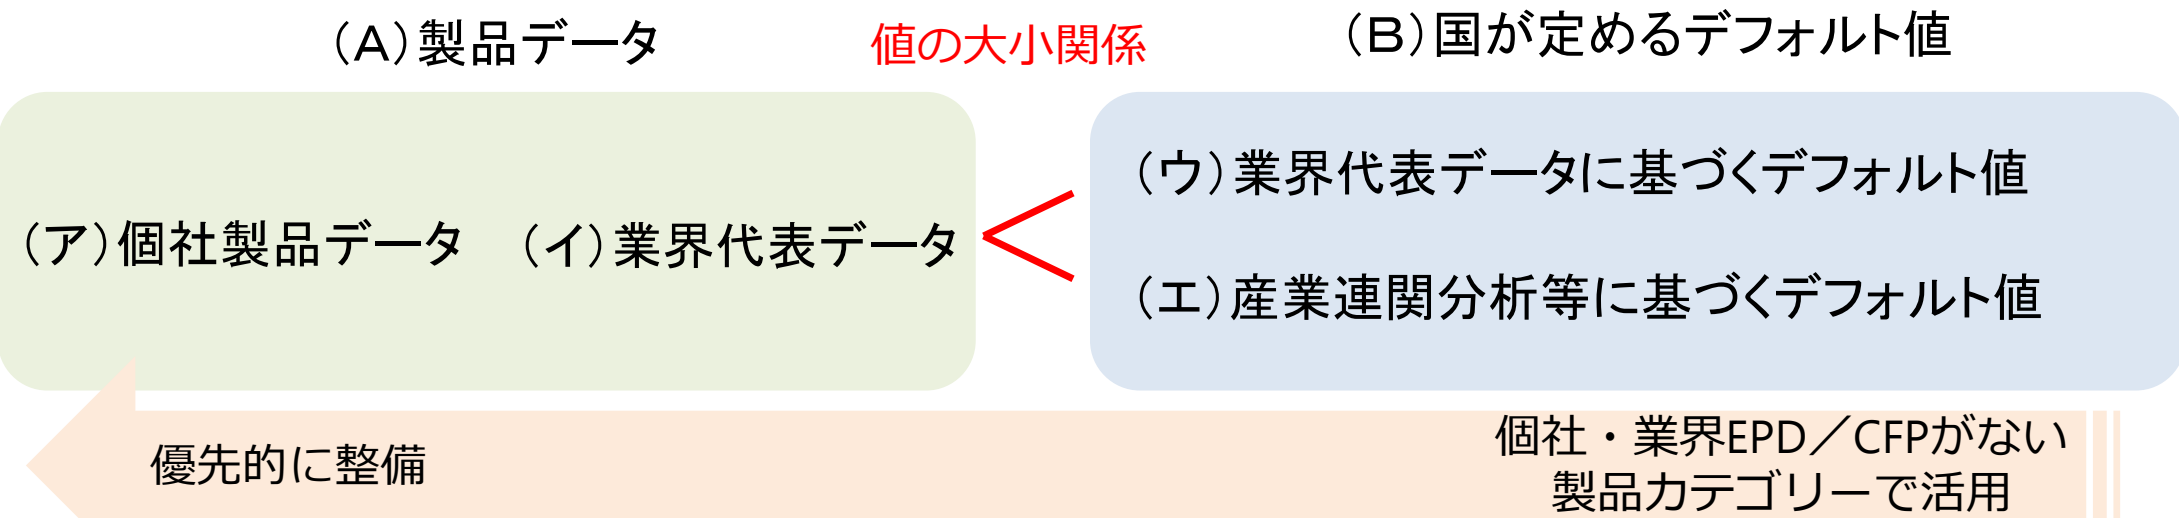 （A）製品データ
値の大小関係
（B）国が定めるデフォルト値
（ア）個社製品データ
（イ）業界代表データ
（ウ）業界代表データに基づくデフォルト値
（エ）産業連関分析等に基づくデフォルト値
優先的に整備
個社・業界EPD／CFPがない
製品カテゴリーで活用